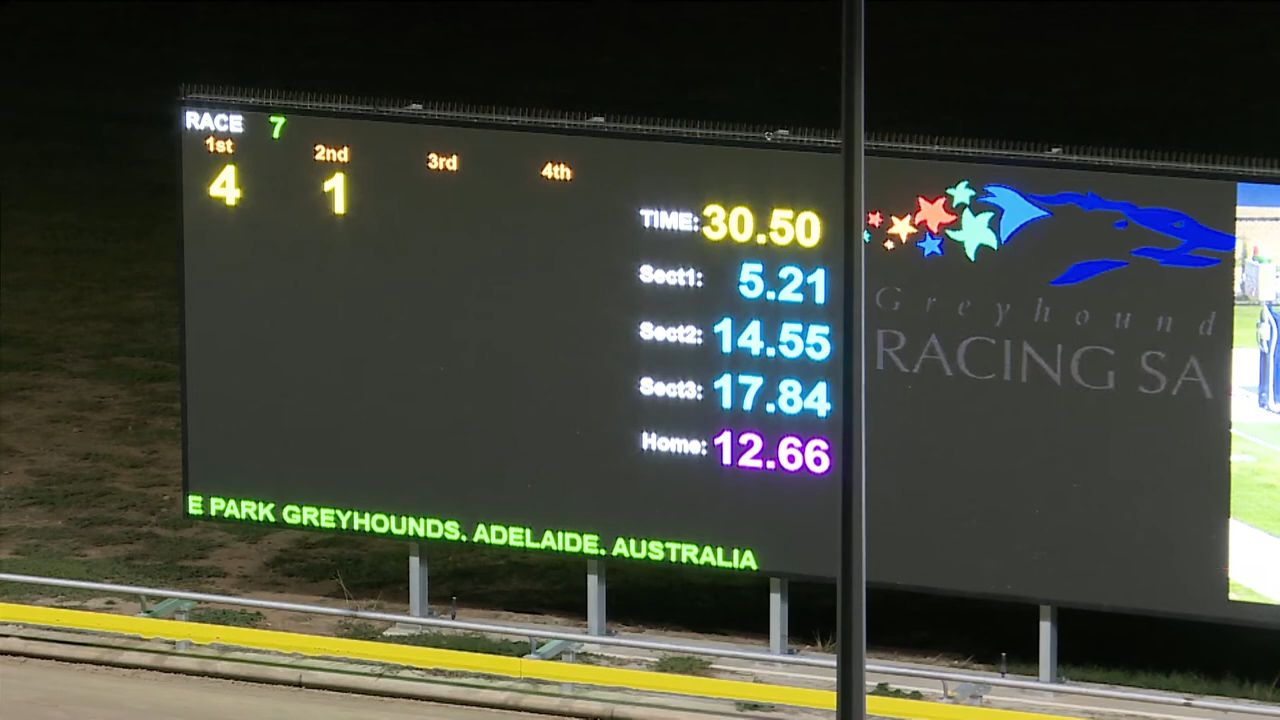 RACE 7
1st 2nd 3rd 4th
4 1
TIME: 30.50
Sect1: 5.21
Sect2: 14.55
Sect3: 17.84
Home: 12.66
Greyhound
RACING SA
E PARK GREYHOUNDS. ADELAIDE. AUSTRALIA